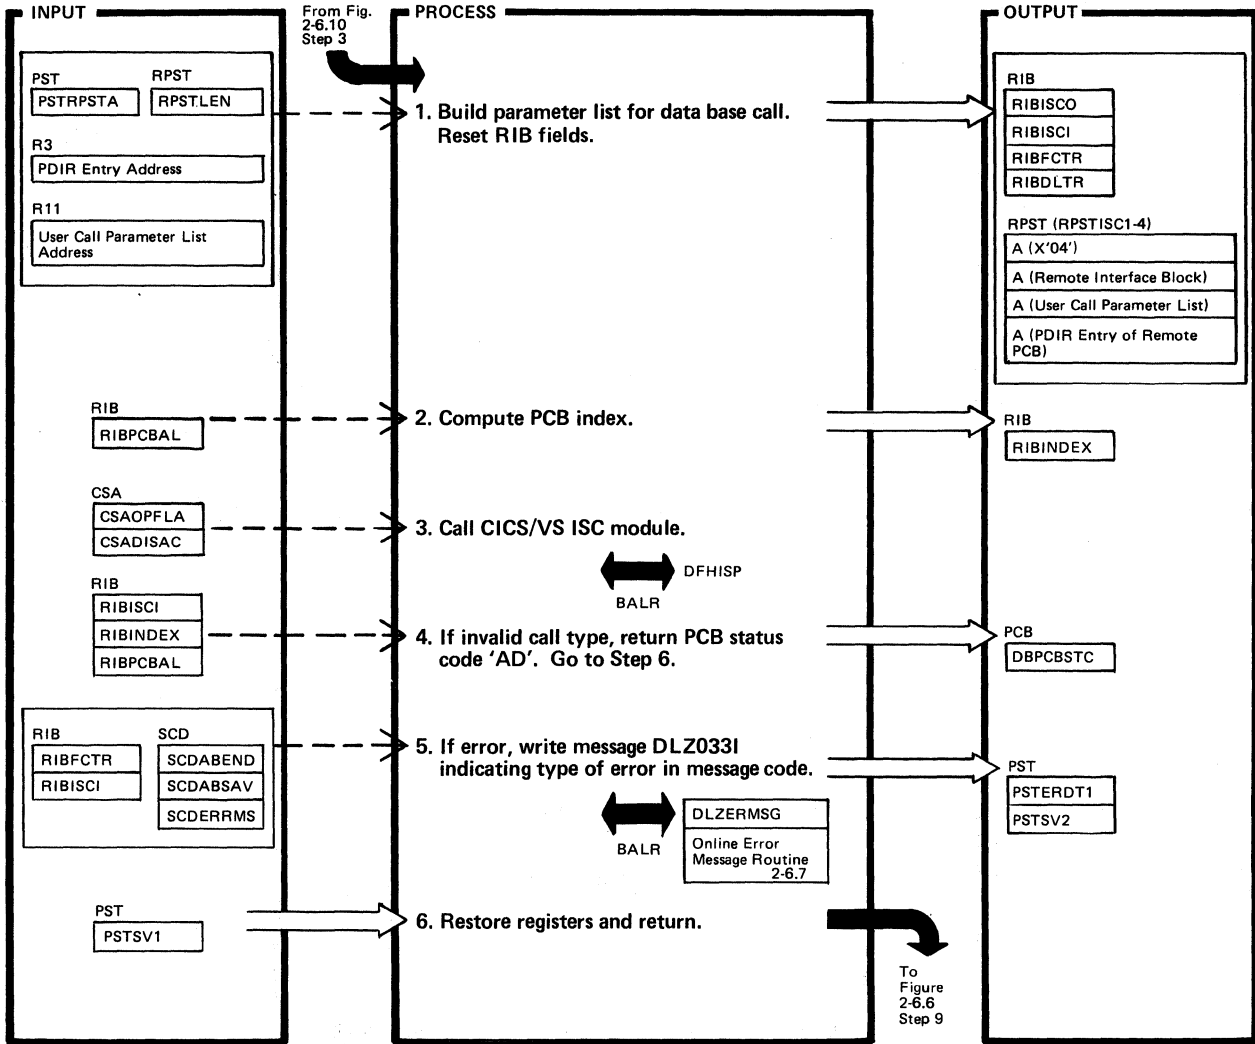 INPUT
From Fig.
2-6.10
Step 3
PROCESS
OUTPUT
PST
RPST
PSTRPSTA
RPSTLEN
R3
PDIR Entry Address
R11
User Call Parameter List
Address
1. Build parameter list for data base call.
Reset RIB fields.
RIB
RIBISCO
RIBISCI
RIBFCTR
RIBDLTR
RPST (RPSTISC1-4)
A (X'04')
A (Remote Interface Block)
A (User Call Parameter List)
A (PDIR Entry of Remote
PCB)
RIB
RIBPCBAL
2. Compute PCB index.
RIB
RIBINDEX
CSA
CSAOPFLA
CSADISAC
3. Call CICS/VS ISC module.
DFHISP
BALR
RIB
RIBISCI
RIBINDEX
RIBPCBAL
4. If invalid call type, return PCB status
code 'AD'. Go to Step 6.
PCB
DBPCBSTC
RIB
SCD
RIBFCTR
RIBISCI
SCDABEND
SCDABSAV
SCDERRMS
5. If error, write message DLZ033I
indicating type of error in message code.
BALR
DLZERMSG
Online Error
Message Routine
2-6.7
PST
PSTERDT1
PSTSV2
PST
PSTSV1
6. Restore registers and return.
To
Figure
2-6.6
Step 9